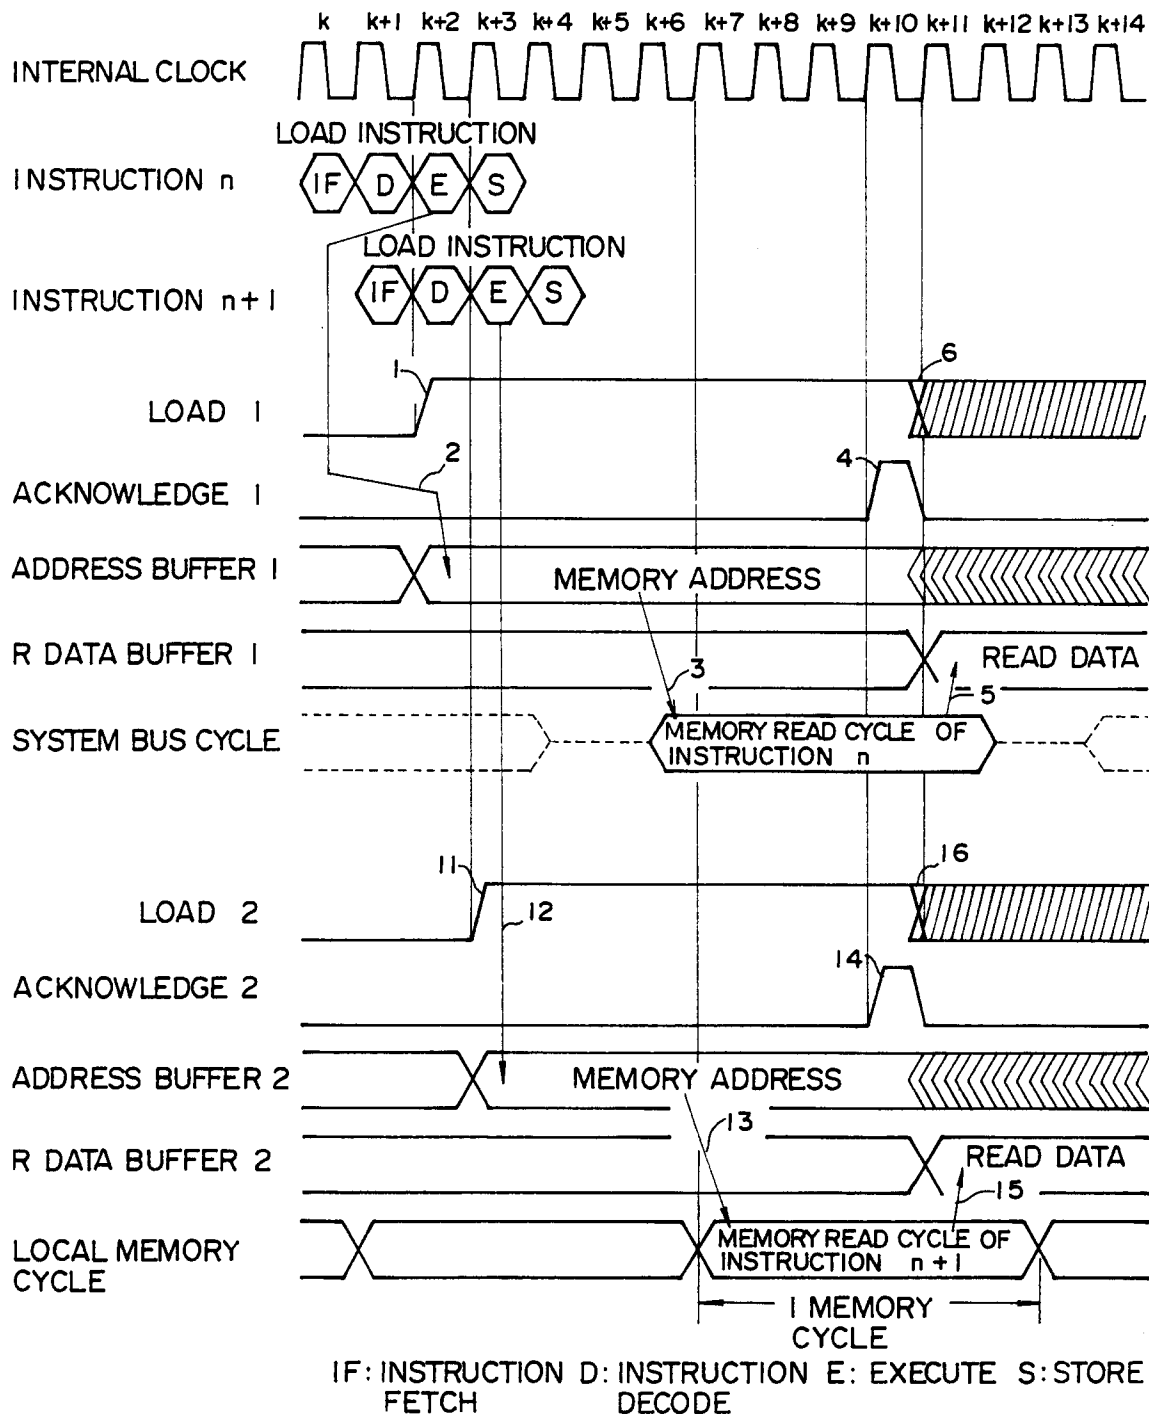 k k+1 k+2 k+3 k+4 k+5 k+6 k+7 k+8 k+9 k+10 k+11 k+12 k+13 k+14
INTERNAL CLOCK
LOAD INSTRUCTION
INSTRUCTION n IF D E S
LOAD INSTRUCTION
INSTRUCTION n+1 IF D E S
1 6
LOAD 1
2 4
ACKNOWLEDGE 1
ADDRESS BUFFER 1 MEMORY ADDRESS
R DATA BUFFER 1 READ DATA
3 5
SYSTEM BUS CYCLE MEMORY READ CYCLE OF
INSTRUCTION n
11 16
LOAD 2 12
14
ACKNOWLEDGE 2
ADDRESS BUFFER 2 MEMORY ADDRESS
13
R DATA BUFFER 2 READ DATA
15
LOCAL MEMORY
CYCLE
MEMORY READ CYCLE OF
INSTRUCTION n+1
1 MEMORY
CYCLE
IF: INSTRUCTION D: INSTRUCTION E: EXECUTE S: STORE
FETCH DECODE